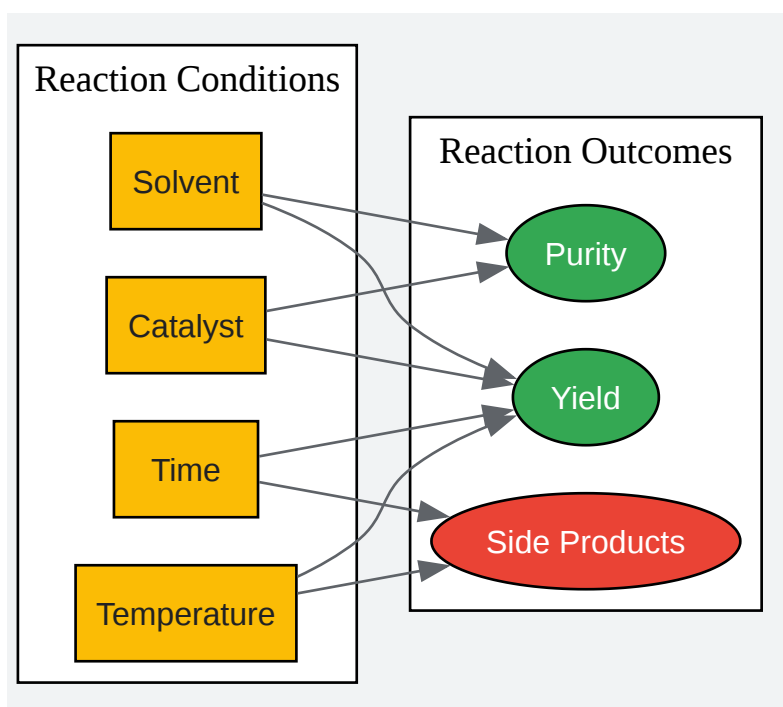 Reaction Conditions
Solvent
Catalyst
Time
Temperature
Reaction Outcomes
Purity
Yield
Side Products